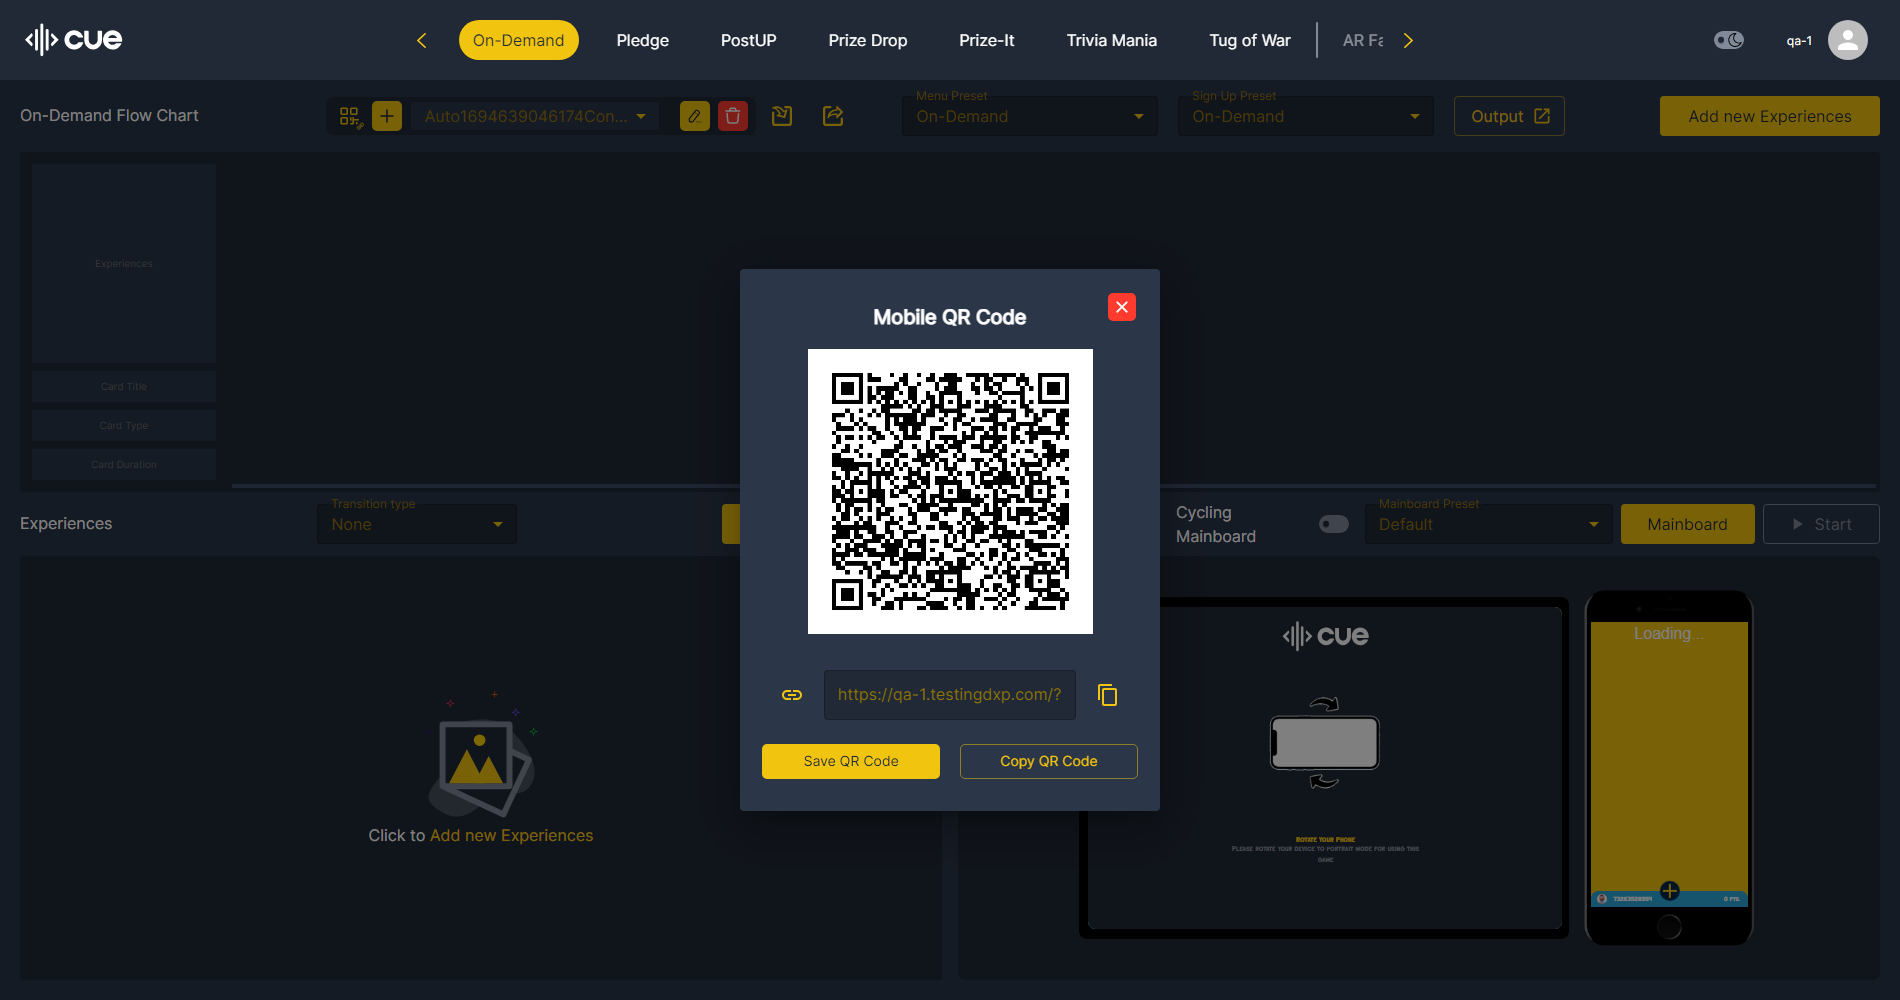 cue
On-Demand
Pledge
PostUP
Prize Drop
Prize-It
Trivia Mania
Tug of War
AR Fa
qa-1
On-Demand Flow Chart
Auto1694639046174Con...
Menu Preset
On-Demand
Sign Up Preset
On-Demand
Output
Add new Experiences
Experiences
Card Title
Card Type
Card Duration
Mobile QR Code
https://qa-1.testingdxp.com/?
Save QR Code
Copy QR Code
Experiences
Transition type
None
Cycling
Mainboard
Mainboard Preset
Default
Mainboard
Start
Click to Add new Experiences
cue
Rotate your phone
Please rotate your device to portrait mode for using this
game
Loading...
0 pts